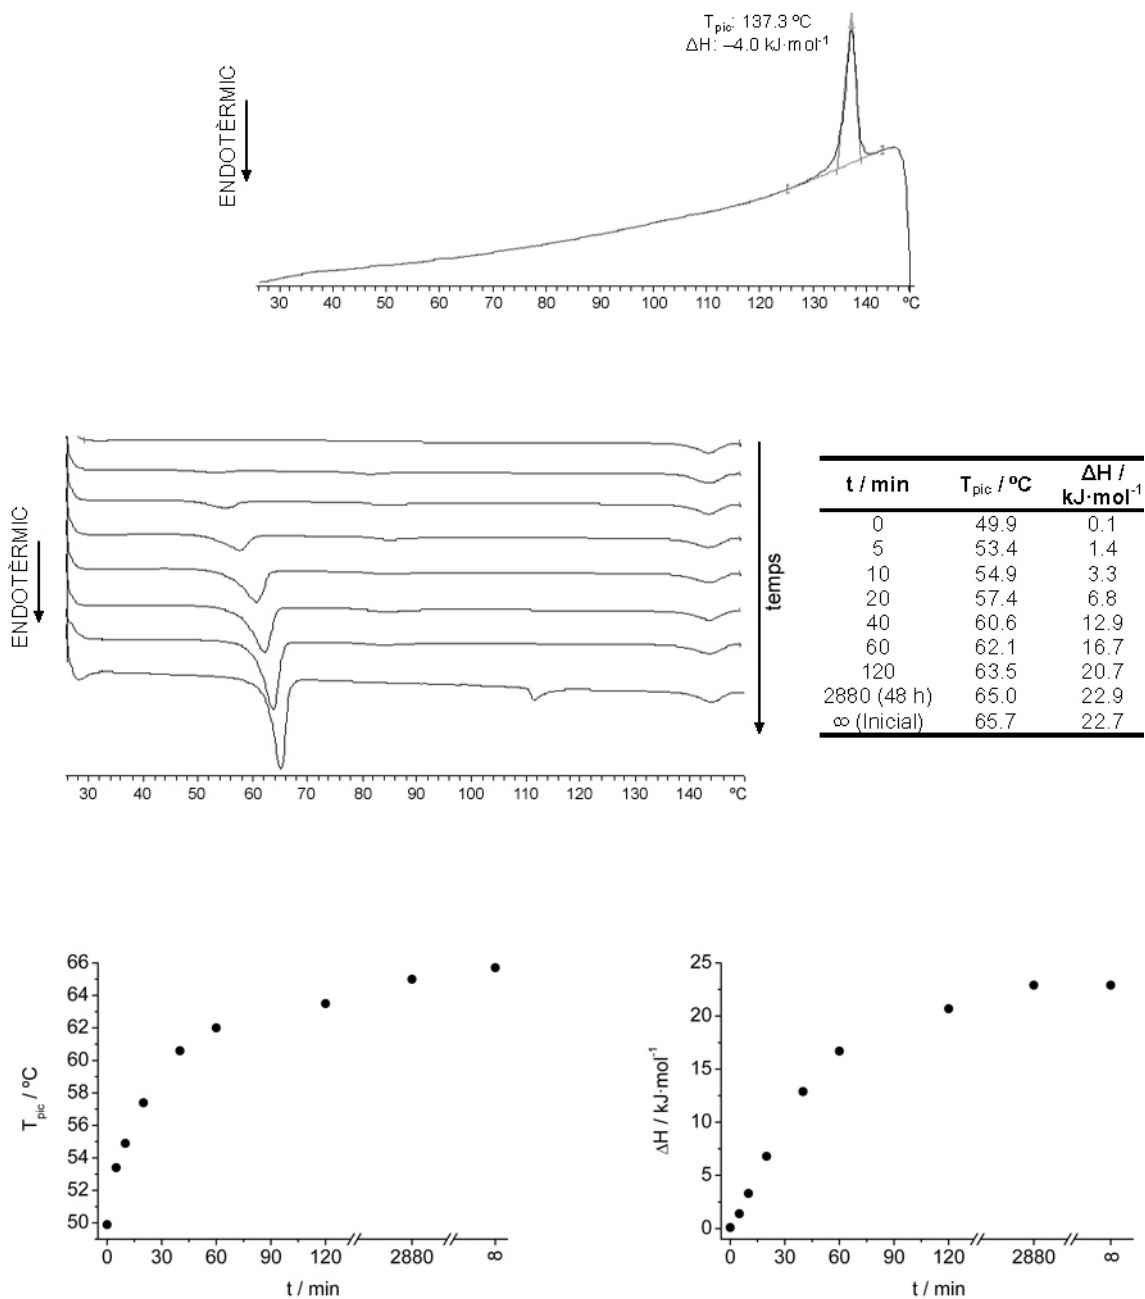 T_pic: 137.3 ºC
ΔH: –4.0 kJ·mol⁻¹
ENDOTÈRMIC
30 40 50 60 70 80 90 100 110 120 130 140 ºC
ENDOTÈRMIC
temps
30 40 50 60 70 80 90 100 110 120 130 140 ºC
t / min T_pic / ºC ΔH / kJ·mol⁻¹
0 49.9 0.1
5 53.4 1.4
10 54.9 3.3
20 57.4 6.8
40 60.6 12.9
60 62.1 16.7
120 63.5 20.7
2880 (48 h) 65.0 22.9
∞ (Inicial) 65.7 22.7
T_pic / ºC
66
64
62
60
58
56
54
52
50
0 30 60 90 120 2880 ∞
t / min
ΔH / kJ·mol⁻¹
25
20
15
10
5
0
0 30 60 90 120 2880 ∞
t / min